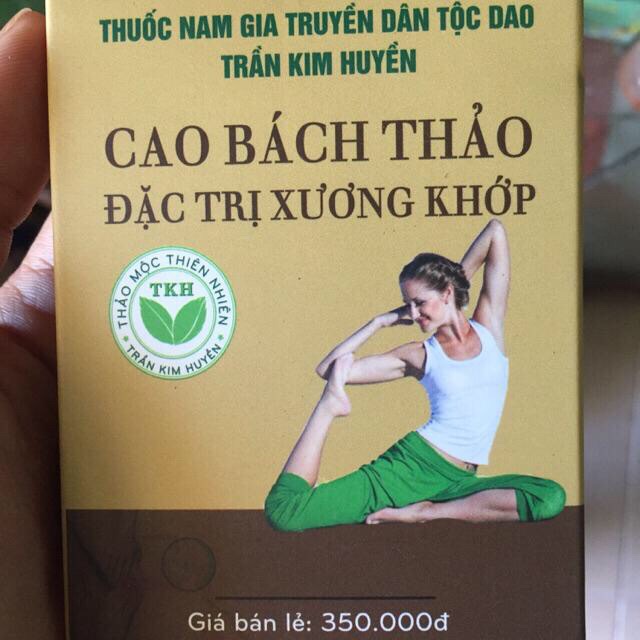 THUỐC NAM GIA TRUYỀN DÂN TỘC DAO
TRẦN KIM HUYỀN
CAO BÁCH THẢO
ĐẶC TRỊ XƯƠNG KHỚP
THẢO MỘC THIÊN NHIÊN
TKH
TRẦN KIM HUYỀN
Giá bán lẻ: 350.000đ